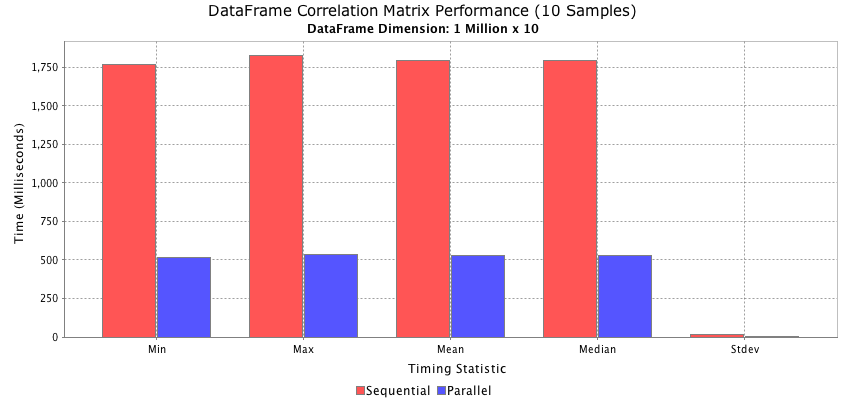 DataFrame Correlation Matrix Performance (10 Samples)
DataFrame Dimension: 1 Million x 10
Time (Milliseconds)
1,750
1,500
1,250
1,000
750
500
250
0
Min Max Mean Median Stdev
Timing Statistic
Sequential Parallel